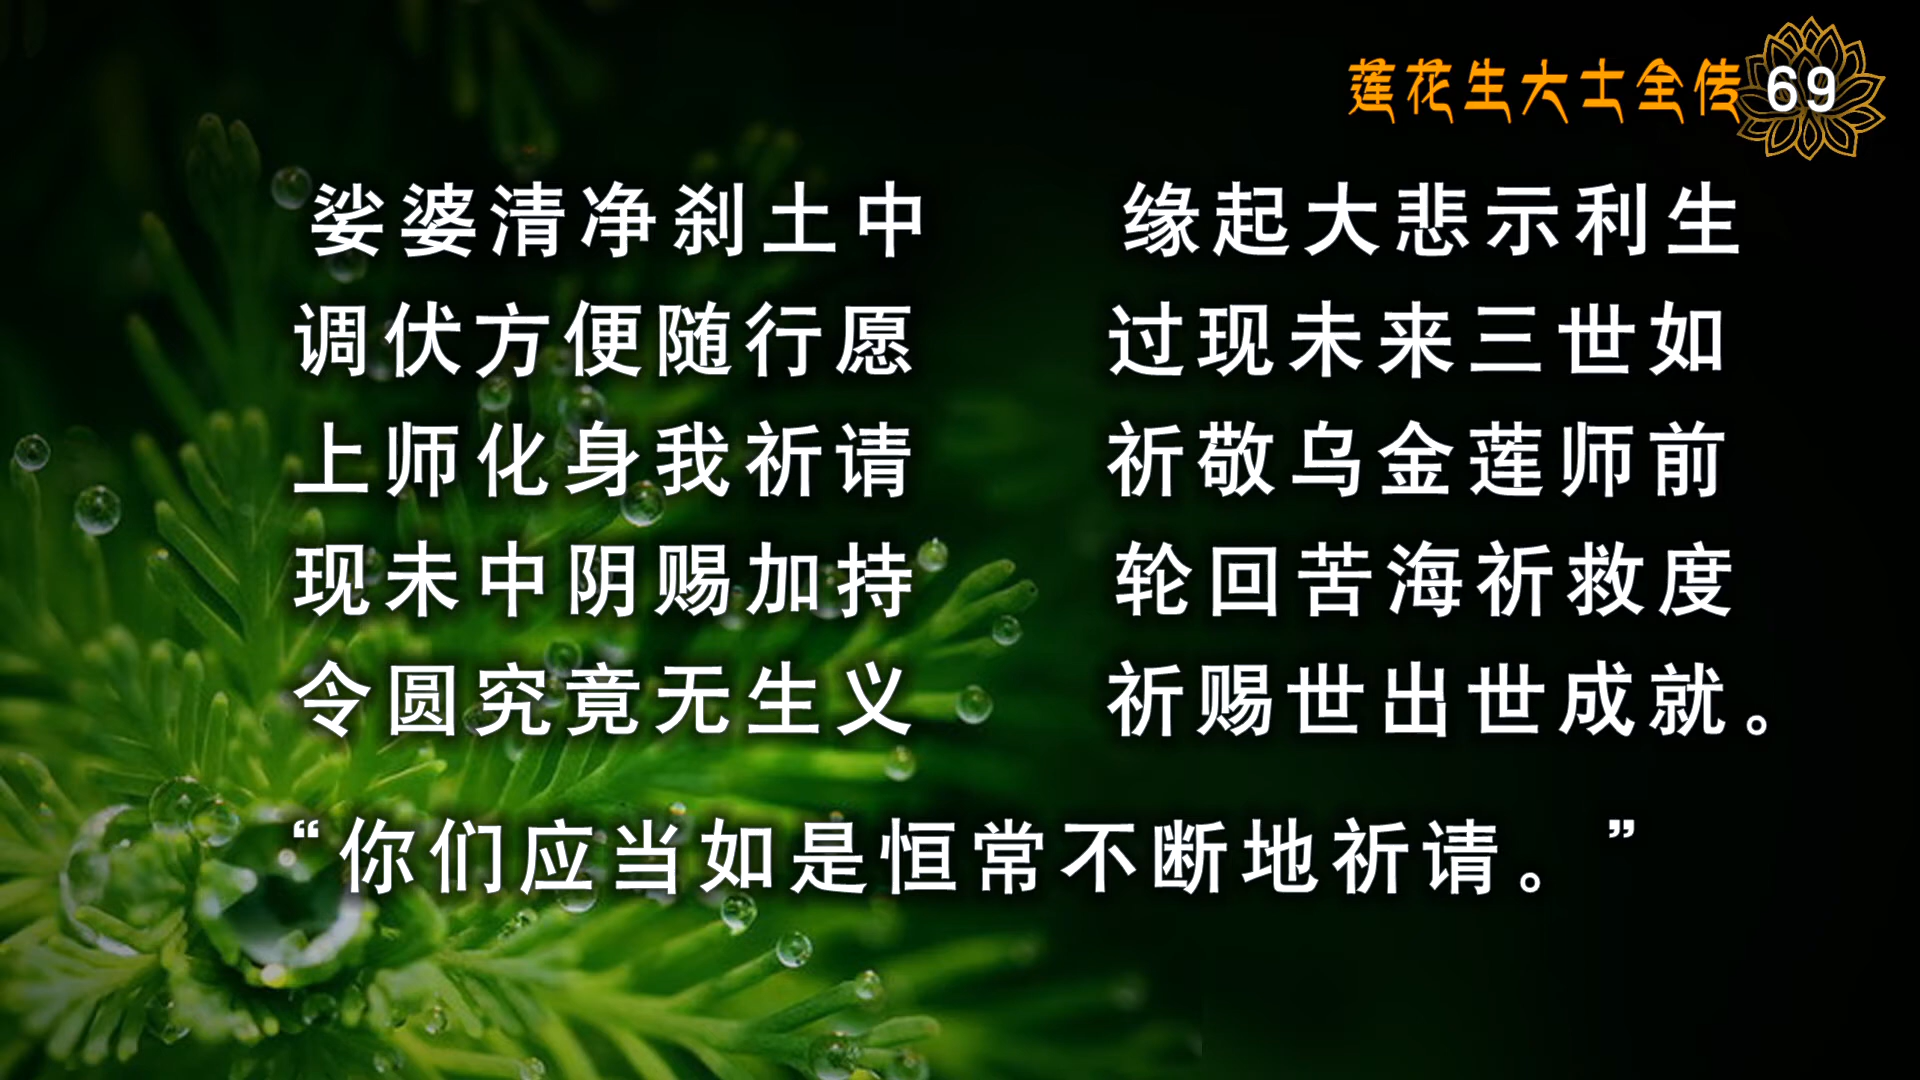 莲花生大士全传 69
娑婆清净刹土中 缘起大悲示利生
调伏方便随行愿 过现未来三世如
上师化身我祈请 祈敬乌金莲师前
现未中阴赐加持 轮回苦海祈救度
令圆究竟无生义 祈赐世出世成就。
“你们应当如是恒常不断地祈请。”